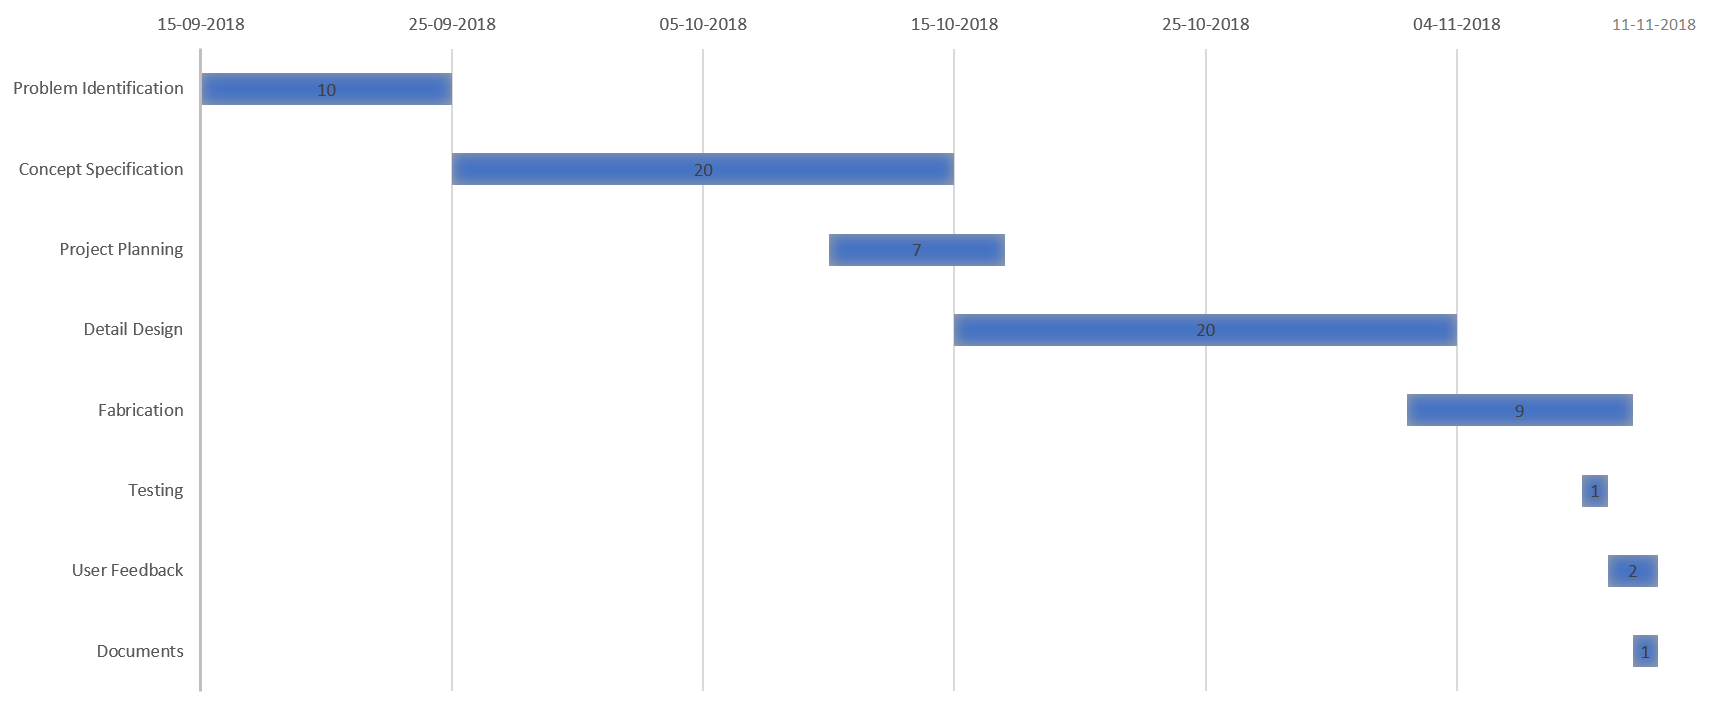 15-09-2018 25-09-2018 05-10-2018 15-10-2018 25-10-2018 04-11-2018 11-11-2018
Problem Identification 10
Concept Specification 20
Project Planning 7
Detail Design 20
Fabrication 9
Testing 1
User Feedback 2
Documents 1